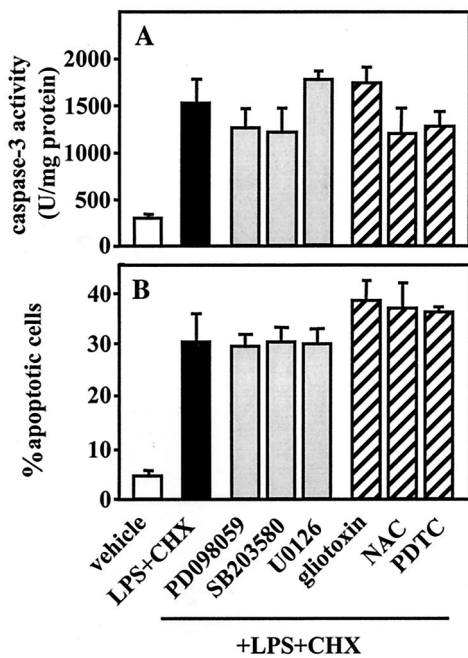 A
caspase-3 activity
(U/mg protein)
2000
1500
1000
500
0
B
%apoptotic cells
40
30
20
10
0
vehicle
LPS+CHX
PD098059
SB203580
U0126
gliotoxin
NAC
PDTC
+LPS+CHX